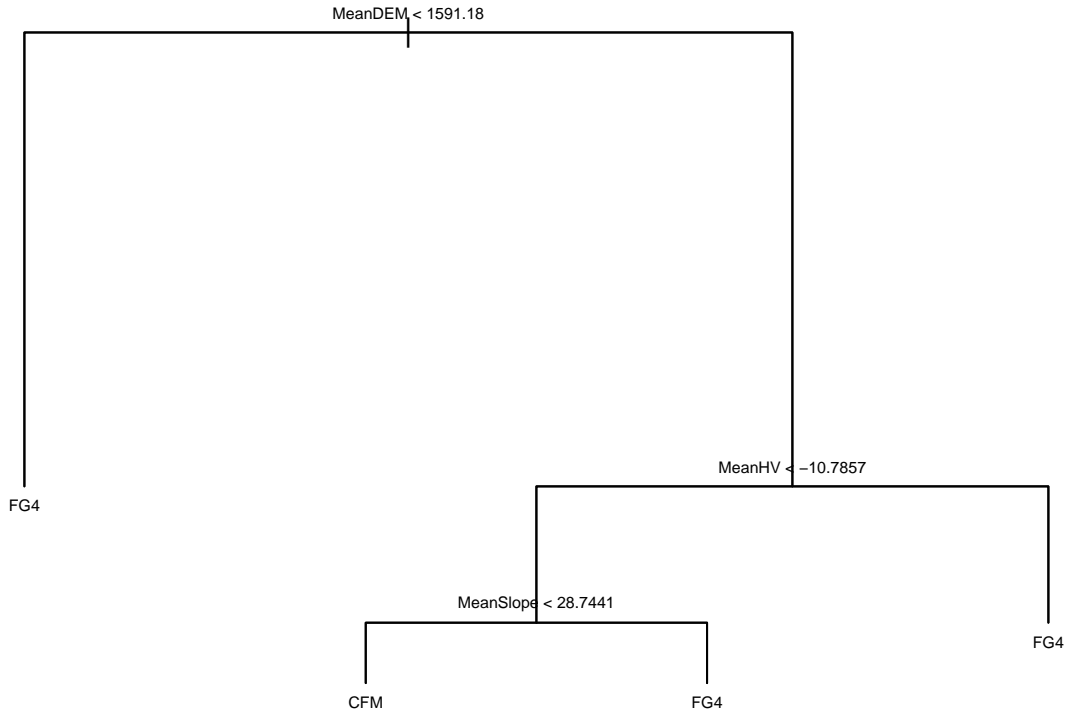 MeanDEM < 1591.18
MeanHV < −10.7857
FG4
MeanSlope < 28.7441
FG4
CFM
FG4